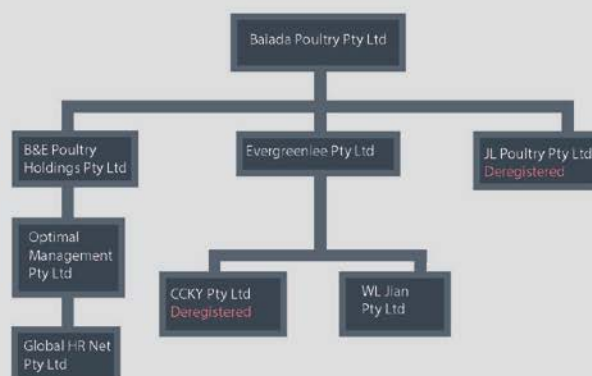 Balada Poultry Pty Ltd
B&E Poultry
Holdings Pty Ltd
Evergreenlee Pty Ltd
JL Poultry Pty Ltd
Deregistered
Optimal
Management
Pty Ltd
CCKY Pty Ltd
Deregistered
WL Jian
Pty Ltd
Global HR Net
Pty Ltd